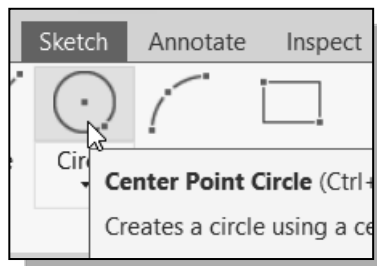 Sketch Annotate Inspect
Center Point Circle (Ctrl+
Creates a circle using a ce